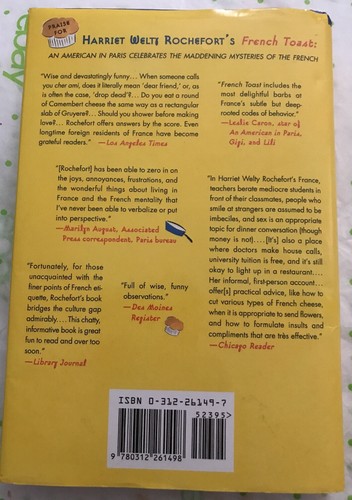 PRAISE
FOR
HARRIET WELTY ROCHEFORT'S French Toast:
AN AMERICAN IN PARIS CELEBRATES THE MADDENING MYSTERIES OF THE FRENCH
"Wise and devastatingly funny... When someone calls
you cher ami, does it literally mean 'dear friend,' or, as
is often the case, 'drop dead'?... Do you eat a round
of Camembert cheese the same way as a rectangular
slab of Gruyere?... Should you shower before making
love?... Rochefort offers answers by the score. Even
longtime foreign residents of France have become
grateful readers." —Los Angeles Times
"French Toast includes the
most delightful barbs at
France's subtle but deep-
rooted codes of behavior."
—Leslie Caron, star of
An American in Paris,
Gigi, and Lili
"[Rochefort] has been able to zero in on
the joys, annoyances, frustrations, and
the wonderful things about living in
France and the French mentality that
I've never been able to verbalize or put
into perspective."
—Marilyn August, Associated
Press correspondent, Paris bureau
"In Harriet Welty Rochefort's France,
teachers berate mediocre students in
front of their classmates, people who
smile at strangers are assumed to be
imbeciles, and sex is an appropriate
topic for dinner conversation (though
money is not).... [It's] also a place
where doctors make house calls,
university tuition is free, and it's still
okay to light up in a restaurant....
Her informal, first-person account...
offer[s] practical advice, like how to
cut various types of French cheese,
when it is appropriate to send flowers,
and how to formulate insults and
compliments that are très effective."
—Chicago Reader
"Fortunately, for those
unacquainted with the
finer points of French eti-
quette, Rochefort's book
bridges the culture gap
admirably.... This chatty,
informative book is great
fun to read and over too
soon."
—Library Journal
"Full of wise, funny
observations."
—Des Moines
Register
ISBN 0-312-26149-7
52395>
9 780312 261498